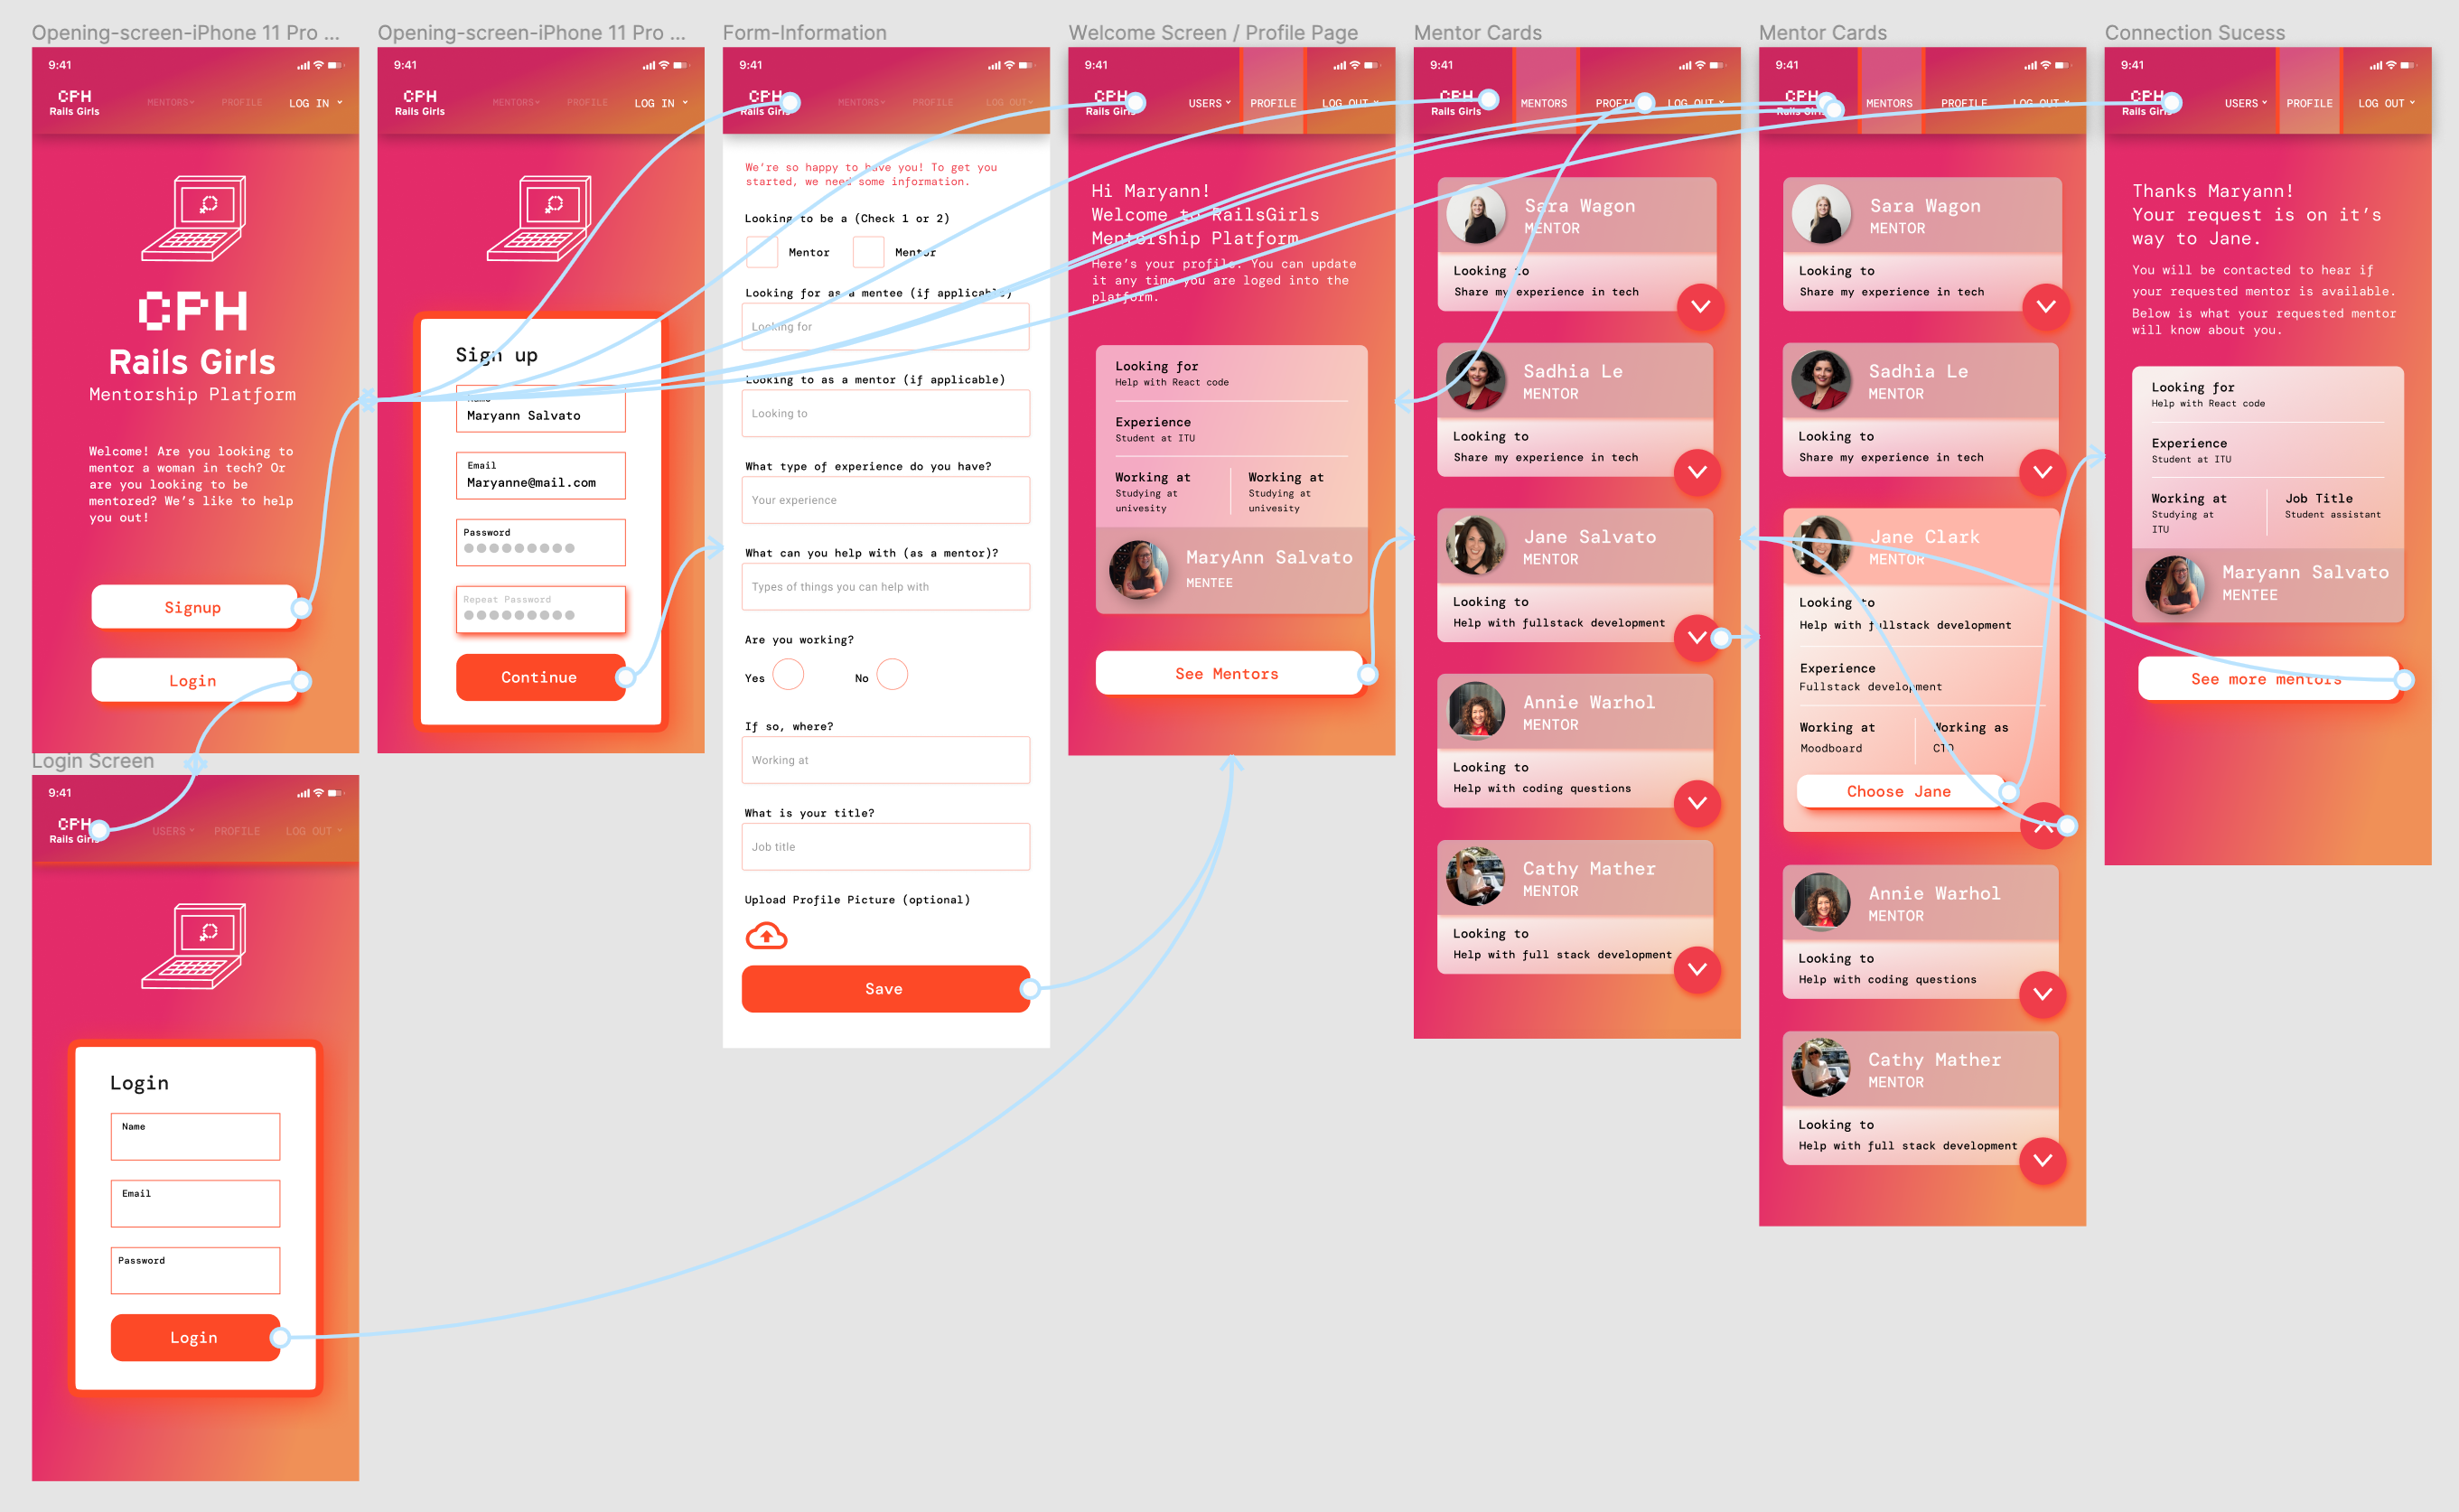 Opening-screen-iPhone 11 Pro ...
9:41
CPH
Rails Girls
MENTORS
PROFILE
LOG IN
CPH
Rails Girls
Mentorship Platform
Welcome! Are you looking to
mentor a woman in tech? Or
are you looking to be
mentored? We’s like to help
you out!
Signup
Login
Login Screen
9:41
CPH
Rails Girls
USERS
PROFILE
LOG OUT
Login
Name
Email
Password
Login
Opening-screen-iPhone 11 Pro ...
9:41
CPH
Rails Girls
MENTORS
PROFILE
LOG IN
Sign up
Name
Maryann Salvato
Email
Maryanne@mail.com
Password
Repeat Password
Continue
Form-Information
9:41
CPH
Rails Girls
MENTORS
PROFILE
LOG OUT
We’re so happy to have you! To get you
started, we need some information.
Looking to be a (Check 1 or 2)
Mentor
Mentor
Looking for as a mentee (if applicable)
Looking for
Looking to as a mentor (if applicable)
Looking to
What type of experience do you have?
Your experience
What can you help with (as a mentor)?
Types of things you can help with
Are you working?
Yes
No
If so, where?
Working at
What is your title?
Job title
Upload Profile Picture (optional)
Save
Welcome Screen / Profile Page
9:41
CPH
Rails Girls
USERS
PROFILE
LOG OUT
Hi Maryann!
Welcome to RailsGirls
Mentorship Platform
Here’s your profile. You can update
it any time you are loged into the
platform.
Looking for
Help with React code
Experience
Student at ITU
Working at
Studying at
univesity
Working at
Studying at
univesity
MaryAnn Salvato
MENTEE
See Mentors
Mentor Cards
9:41
CPH
Rails Girls
MENTORS
PROFILE
LOG OUT
Sara Wagon
MENTOR
Looking to
Share my experience in tech
Sadhia Le
MENTOR
Looking to
Share my experience in tech
Jane Salvato
MENTOR
Looking to
Help with fullstack development
Annie Warhol
MENTOR
Looking to
Help with coding questions
Cathy Mather
MENTOR
Looking to
Help with full stack development
Mentor Cards
9:41
CPH
Rails Girls
MENTORS
PROFILE
LOG OUT
Sara Wagon
MENTOR
Looking to
Share my experience in tech
Sadhia Le
MENTOR
Looking to
Share my experience in tech
Jane Clark
MENTOR
Looking to
Help with fullstack development
Experience
Fullstack development
Working at
Moodboard
Working as
CTO
Choose Jane
Annie Warhol
MENTOR
Looking to
Help with coding questions
Cathy Mather
MENTOR
Looking to
Help with full stack development
Connection Sucess
9:41
CPH
Rails Girls
USERS
PROFILE
LOG OUT
Thanks Maryann!
Your request is on it’s
way to Jane.
You will be contacted to hear if
your requested mentor is available.
Below is what your requested mentor
will know about you.
Looking for
Help with React code
Experience
Student at ITU
Working at
Studying at
ITU
Job Title
Student assistant
Maryann Salvato
MENTEE
See more mentors